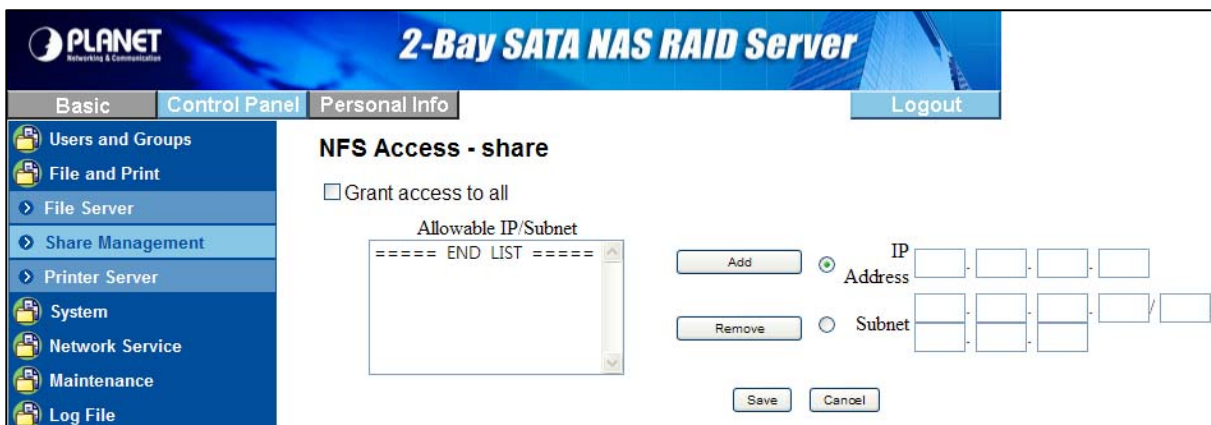 PLANET
Networking & Communication
2-Bay SATA NAS RAID Server
Basic Control Panel Personal Info Logout
Users and Groups
File and Print
File Server
Share Management
Printer Server
System
Network Service
Maintenance
Log File
NFS Access - share
Grant access to all
Allowable IP/Subnet
===== END LIST =====
Add
Remove
IP
Address . . .
Subnet . . . /
. .
Save Cancel